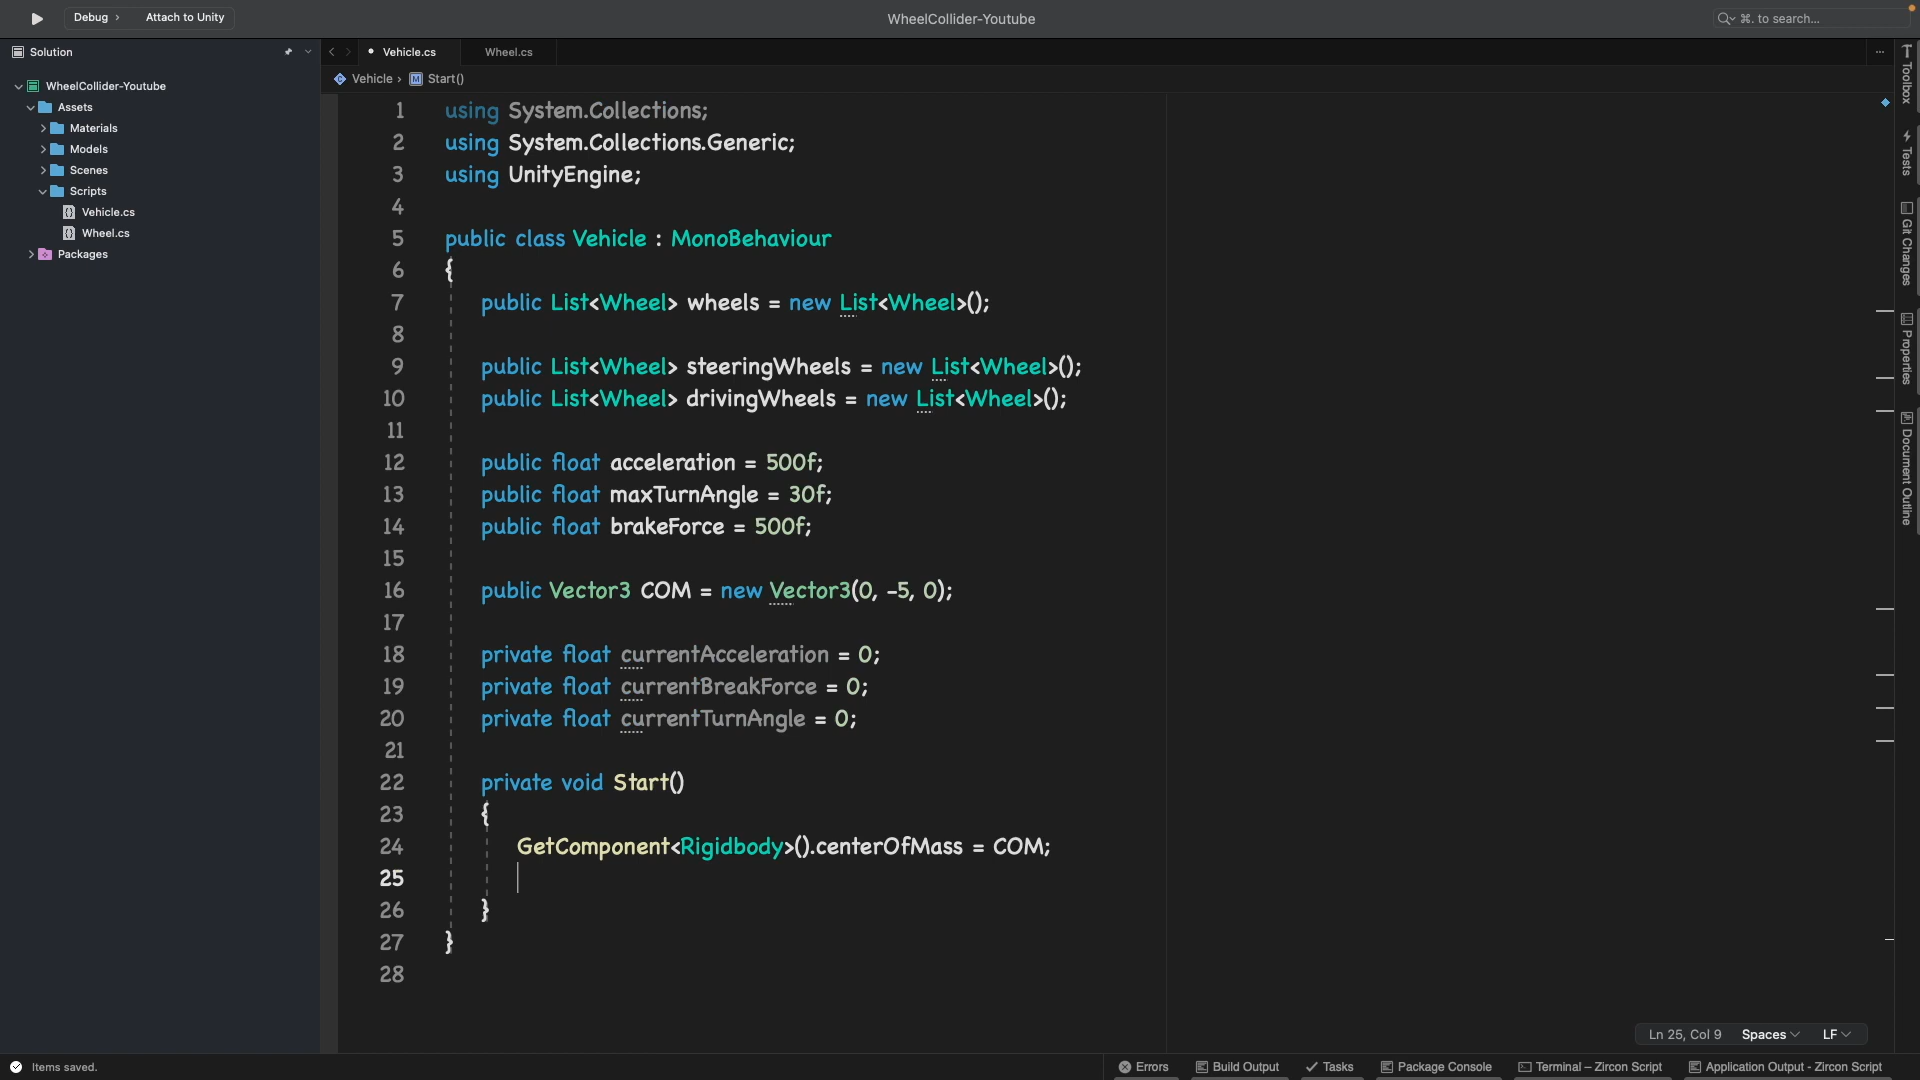 Debug › Attach to Unity
WheelCollider-Youtube
⌘. to search...
Solution
WheelCollider-Youtube
Assets
Materials
Models
Scenes
Scripts
Vehicle.cs
Wheel.cs
Packages
Vehicle.cs
Wheel.cs
Vehicle › Start()
1 using System.Collections;
2 using System.Collections.Generic;
3 using UnityEngine;
4
5 public class Vehicle : MonoBehaviour
6 {
7 public List<Wheel> wheels = new List<Wheel>();
8
9 public List<Wheel> steeringWheels = new List<Wheel>();
10 public List<Wheel> drivingWheels = new List<Wheel>();
11
12 public float acceleration = 500f;
13 public float maxTurnAngle = 30f;
14 public float brakeForce = 500f;
15
16 public Vector3 COM = new Vector3(0, -5, 0);
17
18 private float currentAcceleration = 0;
19 private float currentBreakForce = 0;
20 private float currentTurnAngle = 0;
21
22 private void Start()
23 {
24 GetComponent<Rigidbody>().centerOfMass = COM;
25
26 }
27 }
28
Toolbox
Tests
Git Changes
Properties
Document Outline
Ln 25, Col 9 Spaces LF
Items saved.
Errors
Build Output
Tasks
Package Console
Terminal – Zircon Script
Application Output - Zircon Script